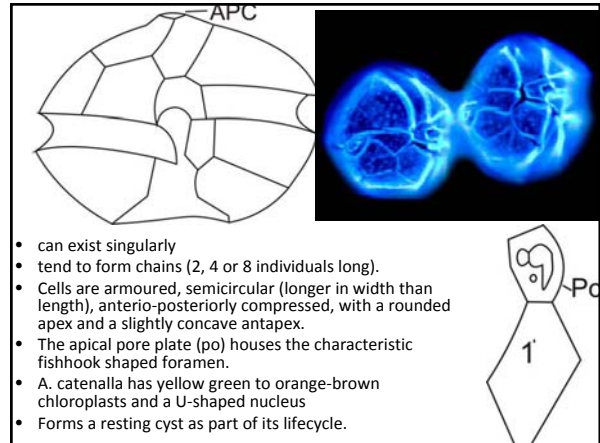 APC
• can exist singularly
• tend to form chains (2, 4 or 8 individuals long).
• Cells are armoured, semicircular (longer in width than
length), anterio-posteriorly compressed, with a rounded
apex and a slightly concave antapex.
• The apical pore plate (po) houses the characteristic
fishhook shaped foramen.
• A. catenalla has yellow green to orange-brown
chloroplasts and a U-shaped nucleus
• Forms a resting cyst as part of its lifecycle.
Po
1'